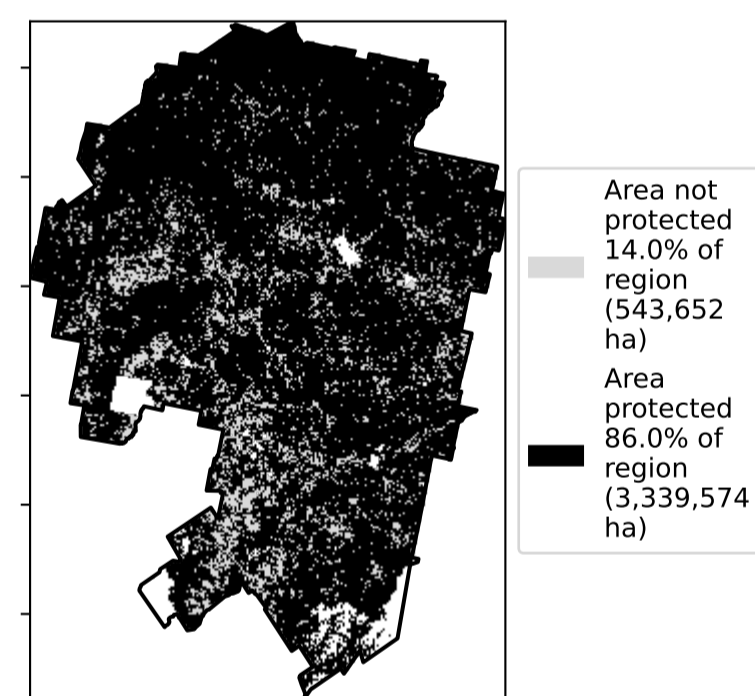 Area not
protected
14.0% of
region
(543,652
ha)
Area
protected
86.0% of
region
(3,339,574
ha)